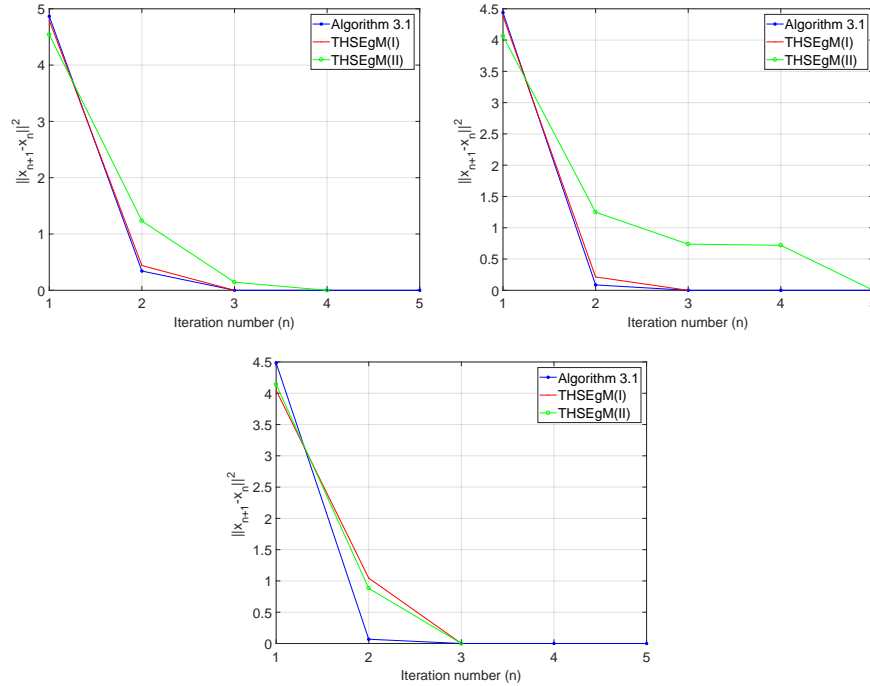 ||x_{n+1}-x_n||^2
5
4
3
2
1
0
1 2 3 4 5
Iteration number (n)
Algorithm 3.1
THSEgM(I)
THSEgM(II)
||x_{n+1}-x_n||^2
4.5
4
3.5
3
2.5
2
1.5
1
0.5
0
1 2 3 4
Iteration number (n)
Algorithm 3.1
THSEgM(I)
THSEgM(II)
||x_{n+1}-x_n||^2
4.5
4
3.5
3
2.5
2
1.5
1
0.5
0
1 2 3 4 5
Iteration number (n)
Algorithm 3.1
THSEgM(I)
THSEgM(II)